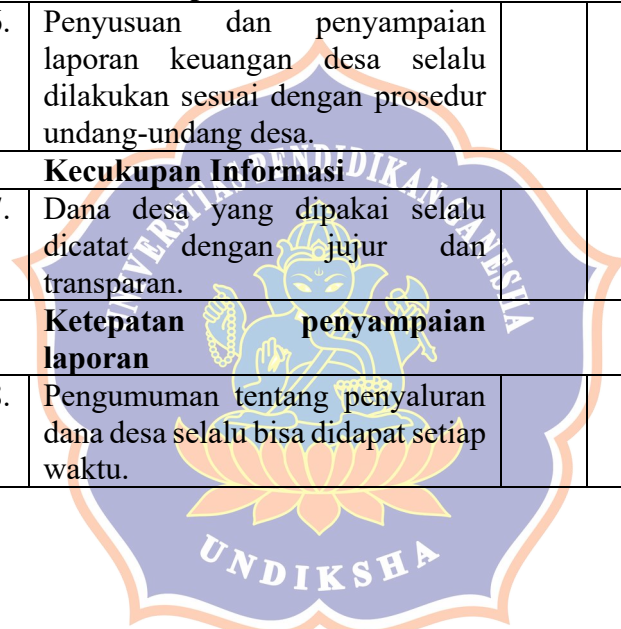 6. Penyusuan dan penyampaian
laporan keuangan desa selalu
dilakukan sesuai dengan prosedur
undang-undang desa.
Kecukupan Informasi
7. Dana desa yang dipakai selalu
dicatat dengan jujur dan
transparan.
Ketepatan penyampaian
laporan
8. Pengumuman tentang penyaluran
dana desa selalu bisa didapat setiap
waktu.
UNIVERSITAS PENDIDIKAN GANESHA
UNDIKSHA